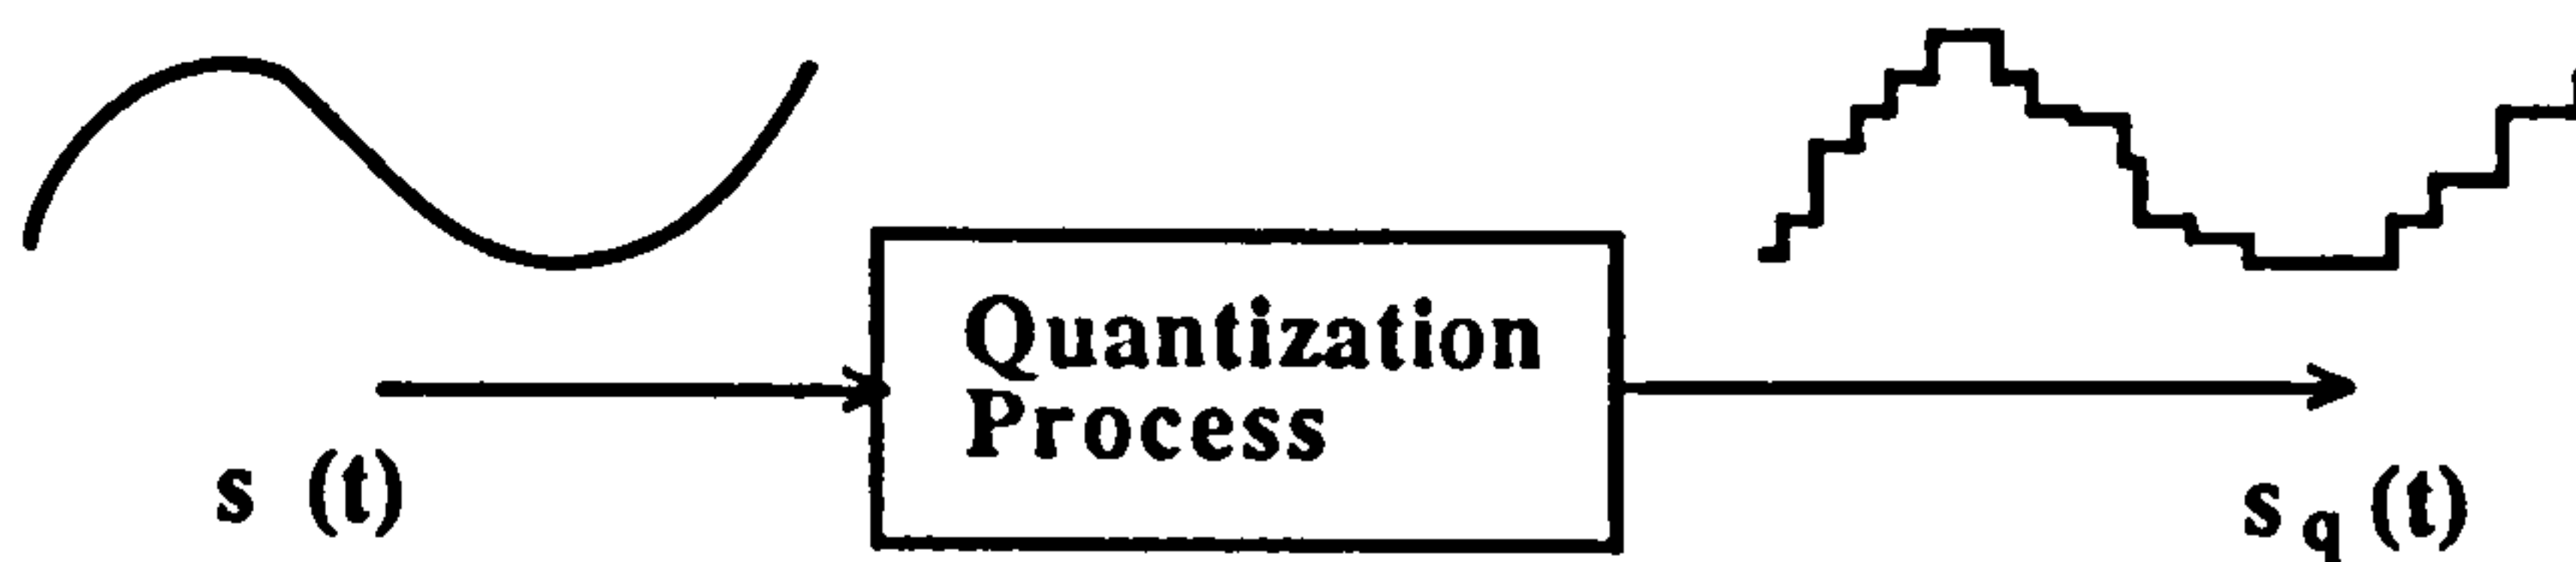 Quantization
Process
s (t)
s q (t)